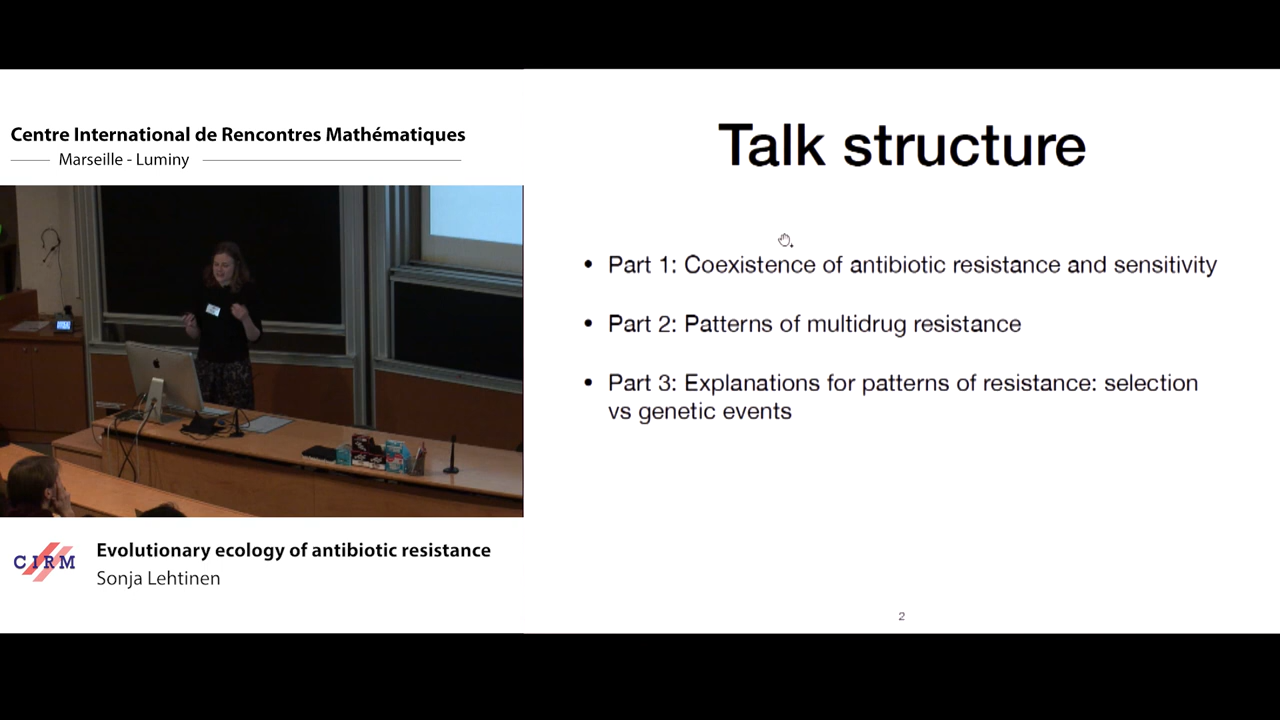 Centre International de Rencontres Mathématiques
Marseille - Luminy
CIRM
Evolutionary ecology of antibiotic resistance
Sonja Lehtinen
Talk structure
• Part 1: Coexistence of antibiotic resistance and sensitivity
• Part 2: Patterns of multidrug resistance
• Part 3: Explanations for patterns of resistance: selection
vs genetic events
2